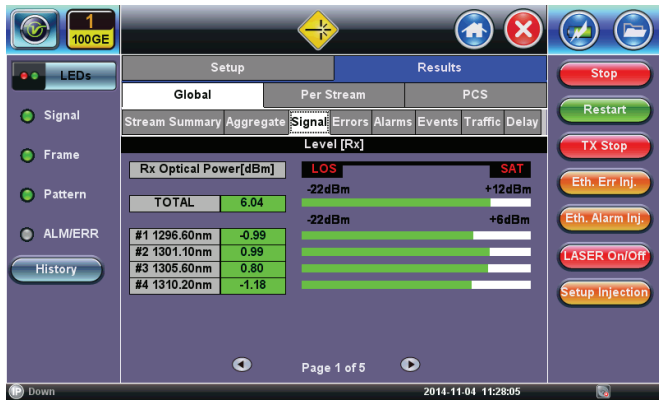 1
100GE
LEDs
Signal
Frame
Pattern
ALM/ERR
History
Setup Results
Global Per Stream PCS
Stream Summary Aggregate Signal Errors Alarms Events Traffic Delay
Level [Rx]
Rx Optical Power[dBm] LOS SAT
-22dBm +12dBm
TOTAL 6.04
-22dBm +6dBm
#1 1296.60nm -0.99
#2 1301.10nm 0.99
#3 1305.60nm 0.80
#4 1310.20nm -1.18
Page 1 of 5
Stop
Restart
TX Stop
Eth. Err Inj.
Eth. Alarm Inj.
LASER On/Off
Setup Injection
IP Down 2014-11-04 11:28:05